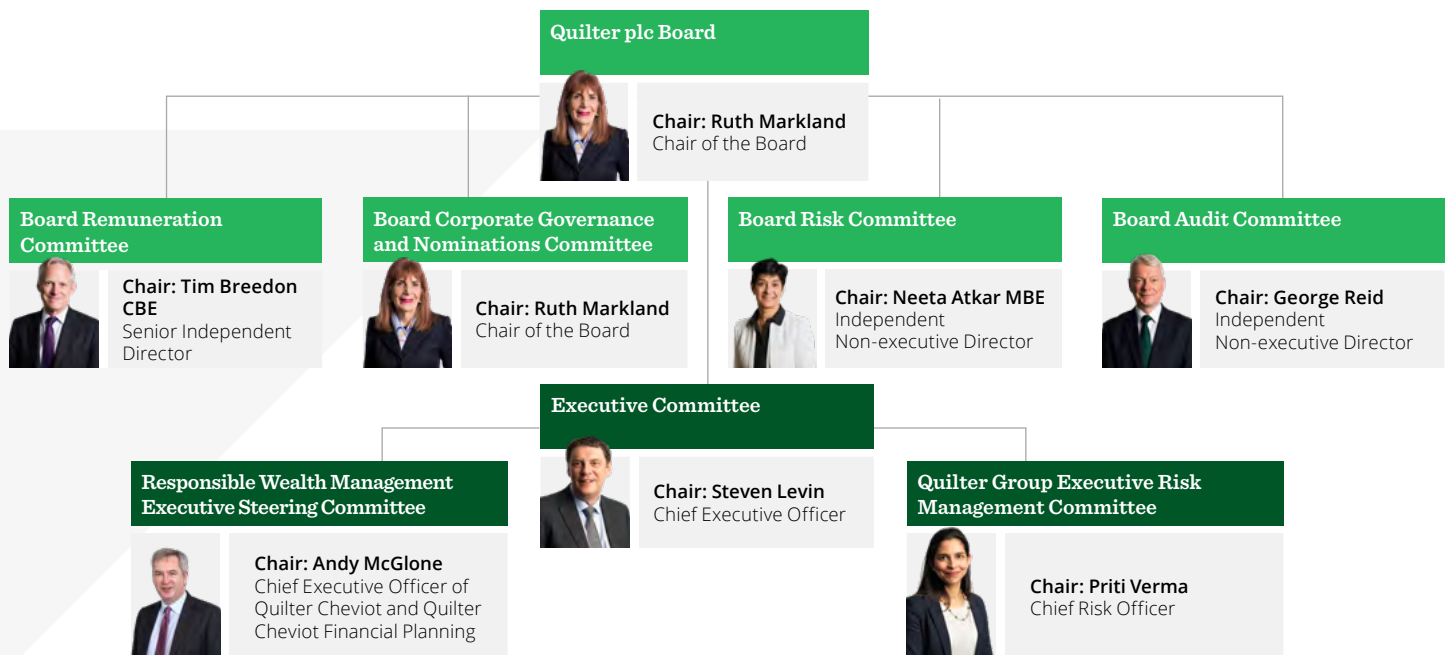 Quilter plc Board
Chair: Ruth Markland
Chair of the Board
Board Remuneration
Committee
Chair: Tim Breedon
CBE
Senior Independent
Director
Board Corporate Governance
and Nominations Committee
Chair: Ruth Markland
Chair of the Board
Board Risk Committee
Chair: Neeta Atkar MBE
Independent
Non-executive Director
Board Audit Committee
Chair: George Reid
Independent
Non-executive Director
Executive Committee
Chair: Steven Levin
Chief Executive Officer
Responsible Wealth Management
Executive Steering Committee
Chair: Andy McGlone
Chief Executive Officer of
Quilter Cheviot and Quilter
Cheviot Financial Planning
Quilter Group Executive Risk
Management Committee
Chair: Priti Verma
Chief Risk Officer